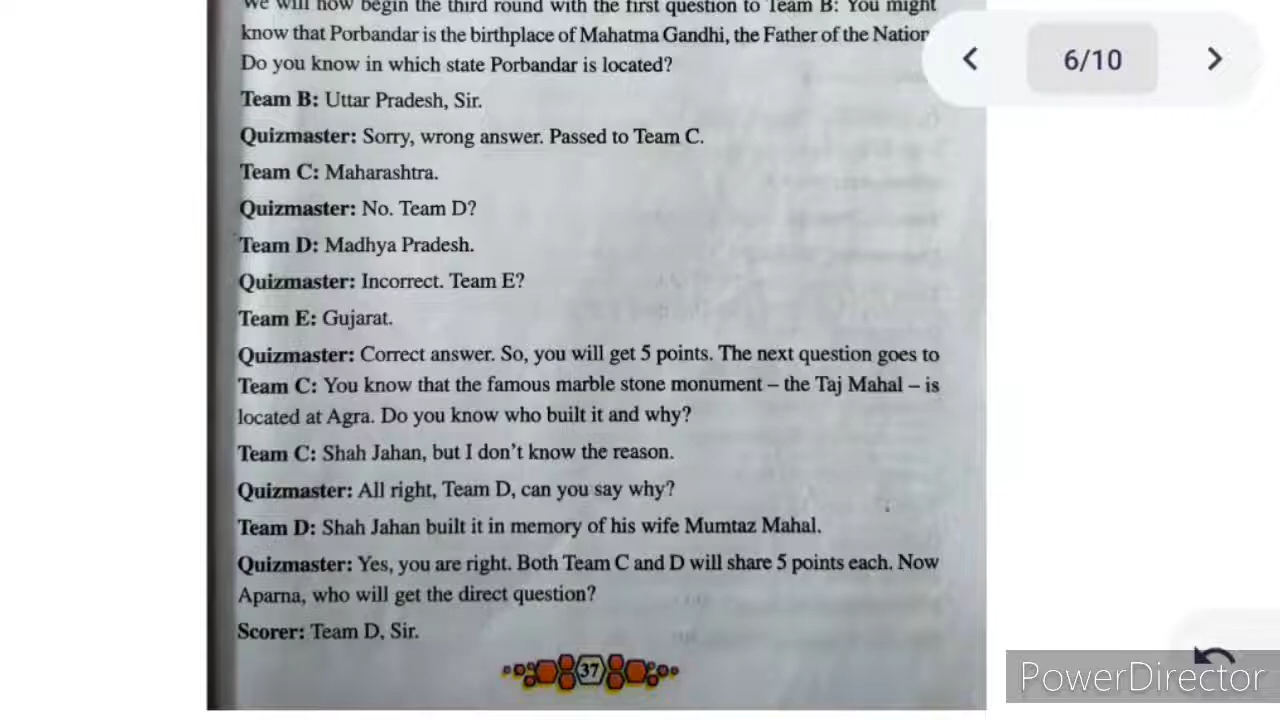 We will now begin the third round with the first question to Team B: You might
know that Porbandar is the birthplace of Mahatma Gandhi, the Father of the Nation
Do you know in which state Porbandar is located?
Team B: Uttar Pradesh, Sir.
Quizmaster: Sorry, wrong answer. Passed to Team C.
Team C: Maharashtra.
Quizmaster: No. Team D?
Team D: Madhya Pradesh.
Quizmaster: Incorrect. Team E?
Team E: Gujarat.
Quizmaster: Correct answer. So, you will get 5 points. The next question goes to
Team C: You know that the famous marble stone monument – the Taj Mahal – is
located at Agra. Do you know who built it and why?
Team C: Shah Jahan, but I don't know the reason.
Quizmaster: All right, Team D, can you say why?
Team D: Shah Jahan built it in memory of his wife Mumtaz Mahal.
Quizmaster: Yes, you are right. Both Team C and D will share 5 points each. Now
Aparna, who will get the direct question?
Scorer: Team D, Sir.
37
6/10
PowerDirector